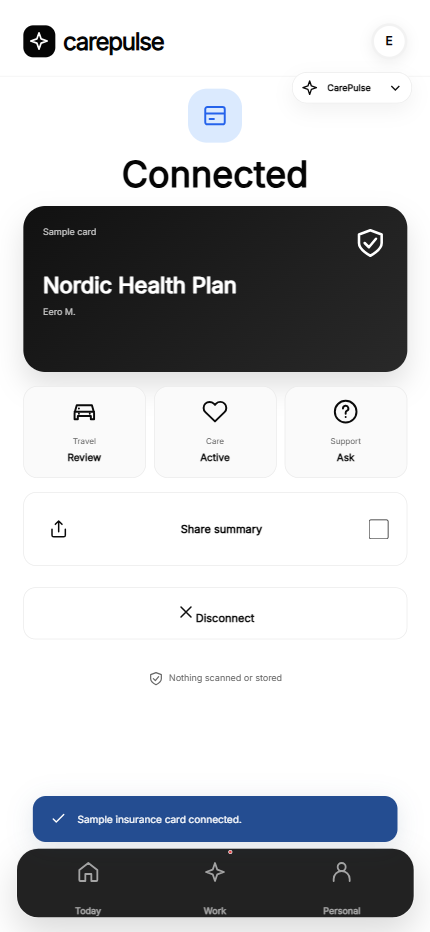 carepulse
E
CarePulse
Connected
Sample card
Nordic Health Plan
Eero M.
Travel
Review
Care
Active
Support
Ask
Share summary
Disconnect
Nothing scanned or stored
Sample insurance card connected.
Today
Work
Personal